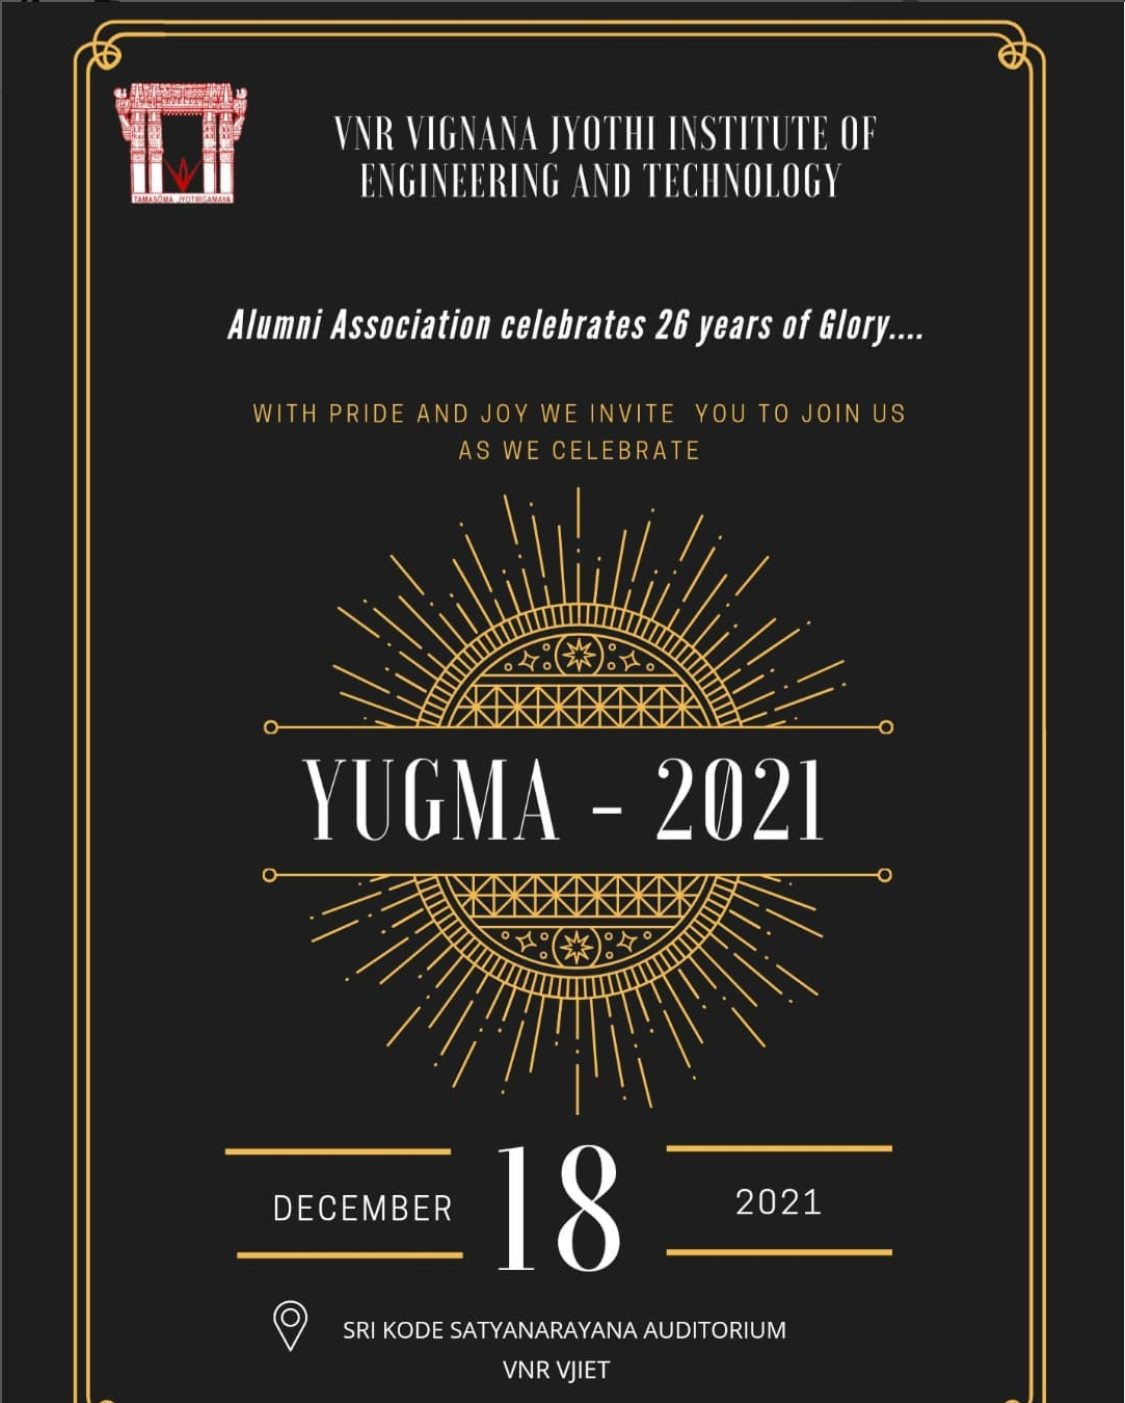 VNR VIGNANA JYOTHI INSTITUTE OF
ENGINEERING AND TECHNOLOGY
TAMASOMA JYOTIRGAMAYA
Alumni Association celebrates 26 years of Glory....
WITH PRIDE AND JOY WE INVITE YOU TO JOIN US
AS WE CELEBRATE
YUGMA - 2021
DECEMBER 18 2021
SRI KODE SATYANARAYANA AUDITORIUM
VNR VJIET